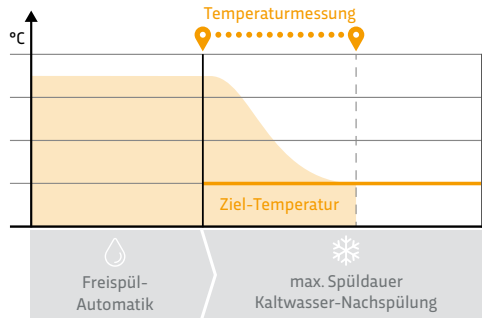 Temperaturmessung
°C
Ziel-Temperatur
Freispül-
Automatik
max. Spüldauer
Kaltwasser-Nachspülung